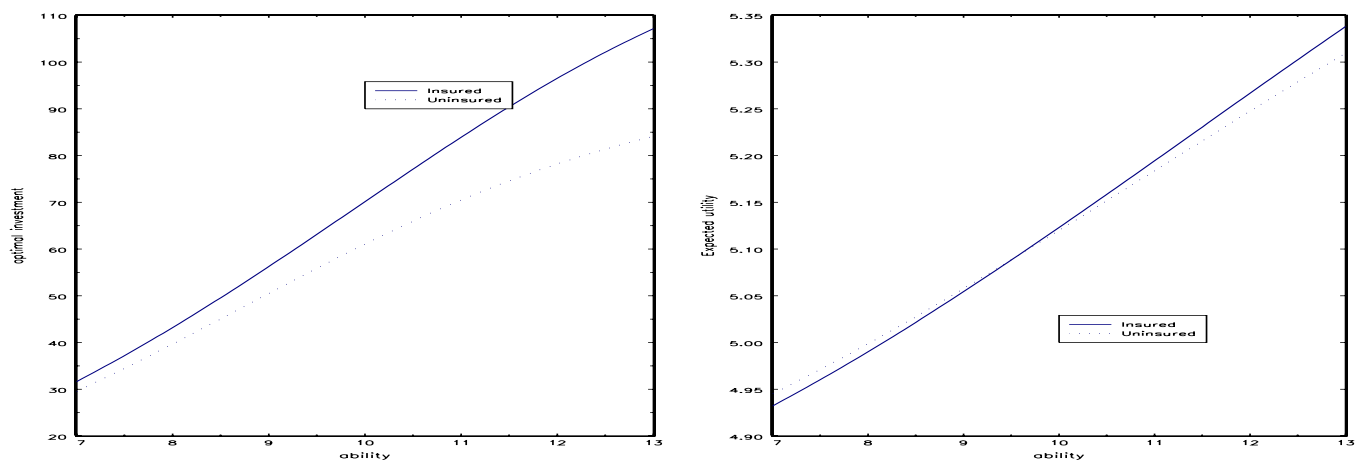 110
100
90
80
70
60
50
40
30
20
optimal investment
Insured
Uninsured
7 8 9 10 11 12 13
ability
5.35
5.30
5.25
5.20
5.15
5.10
5.05
5.00
4.95
4.90
Expected utility
Insured
Uninsured
7 8 9 10 11 12 13
ability